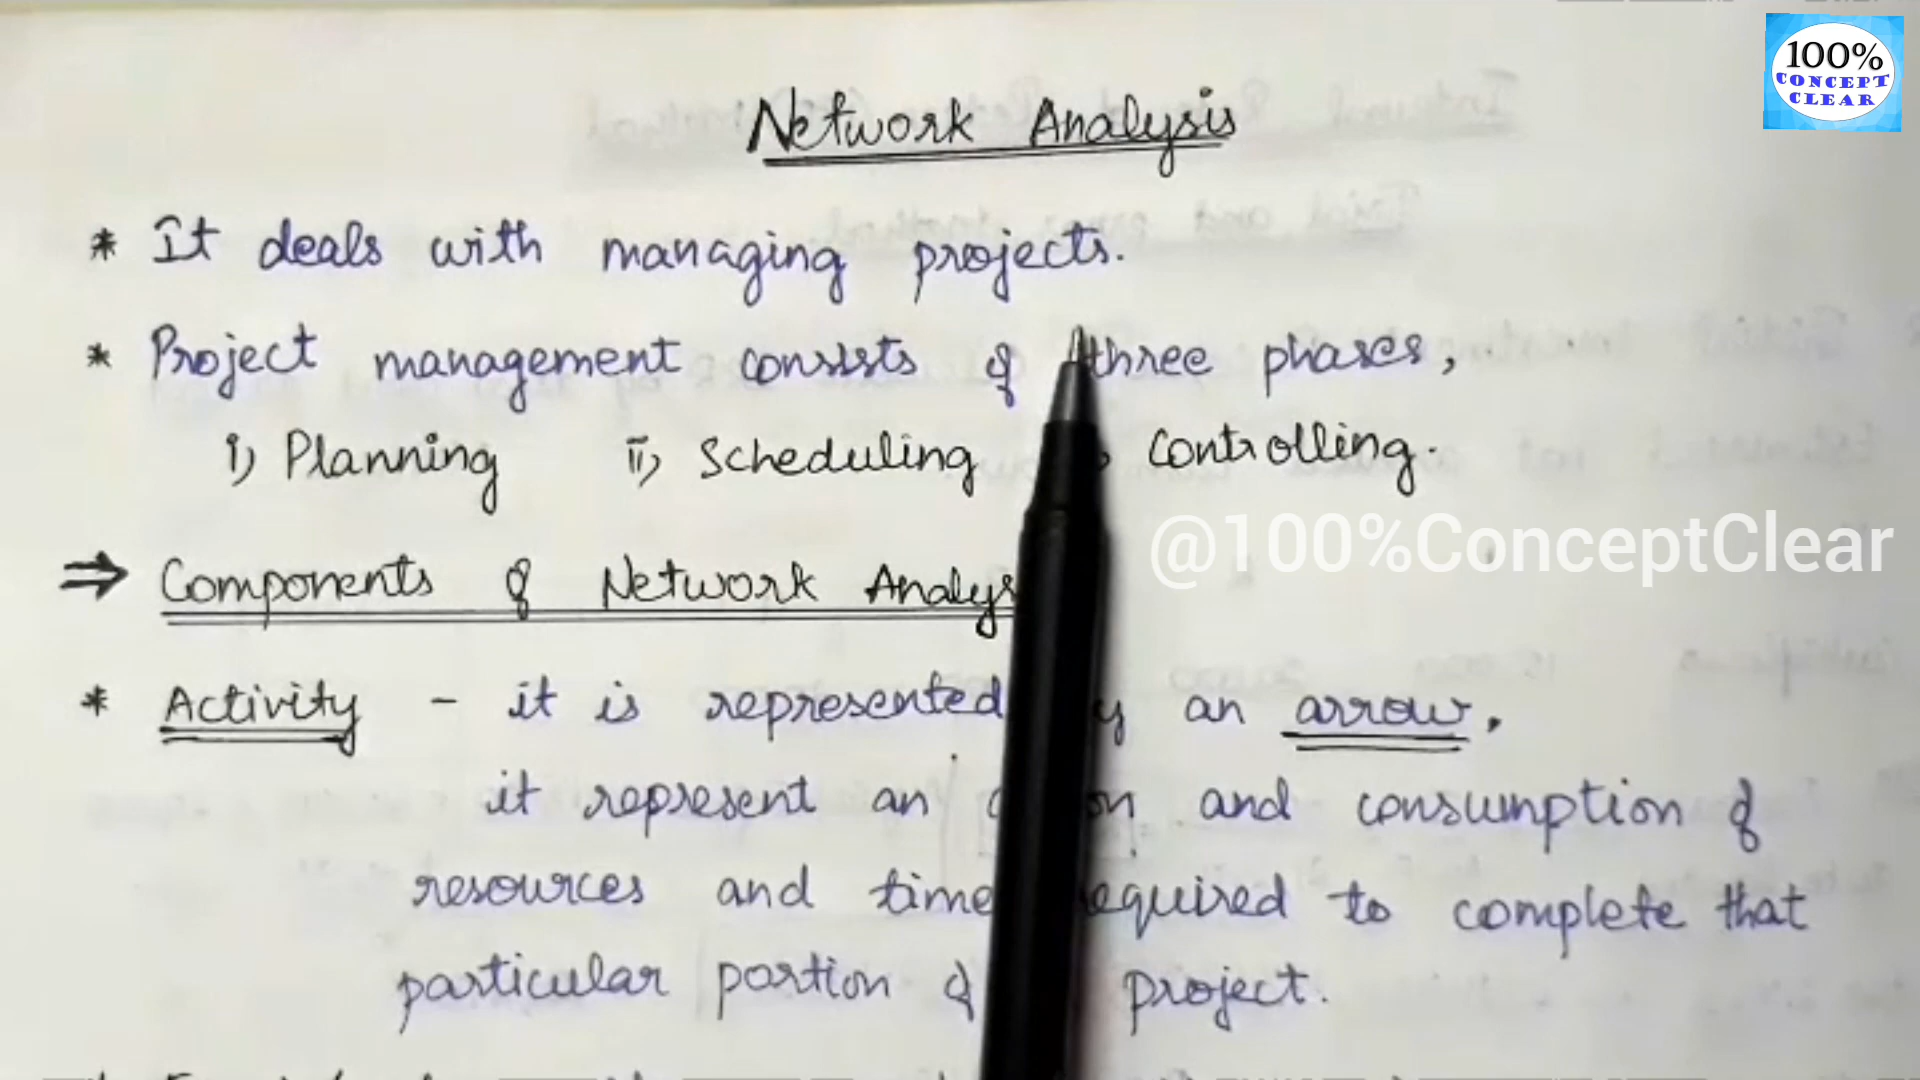 100%
CONCEPT
CLEAR
Network Analysis
* It deals with managing projects.
* Project management consists of three phases,
i) Planning ii) Scheduling controlling.
@100%ConceptClear
⇒ Components of Network
* Activity - it is represented an arrow.
it represent an and consumption of
resources and time required to complete that
particular portion of project.